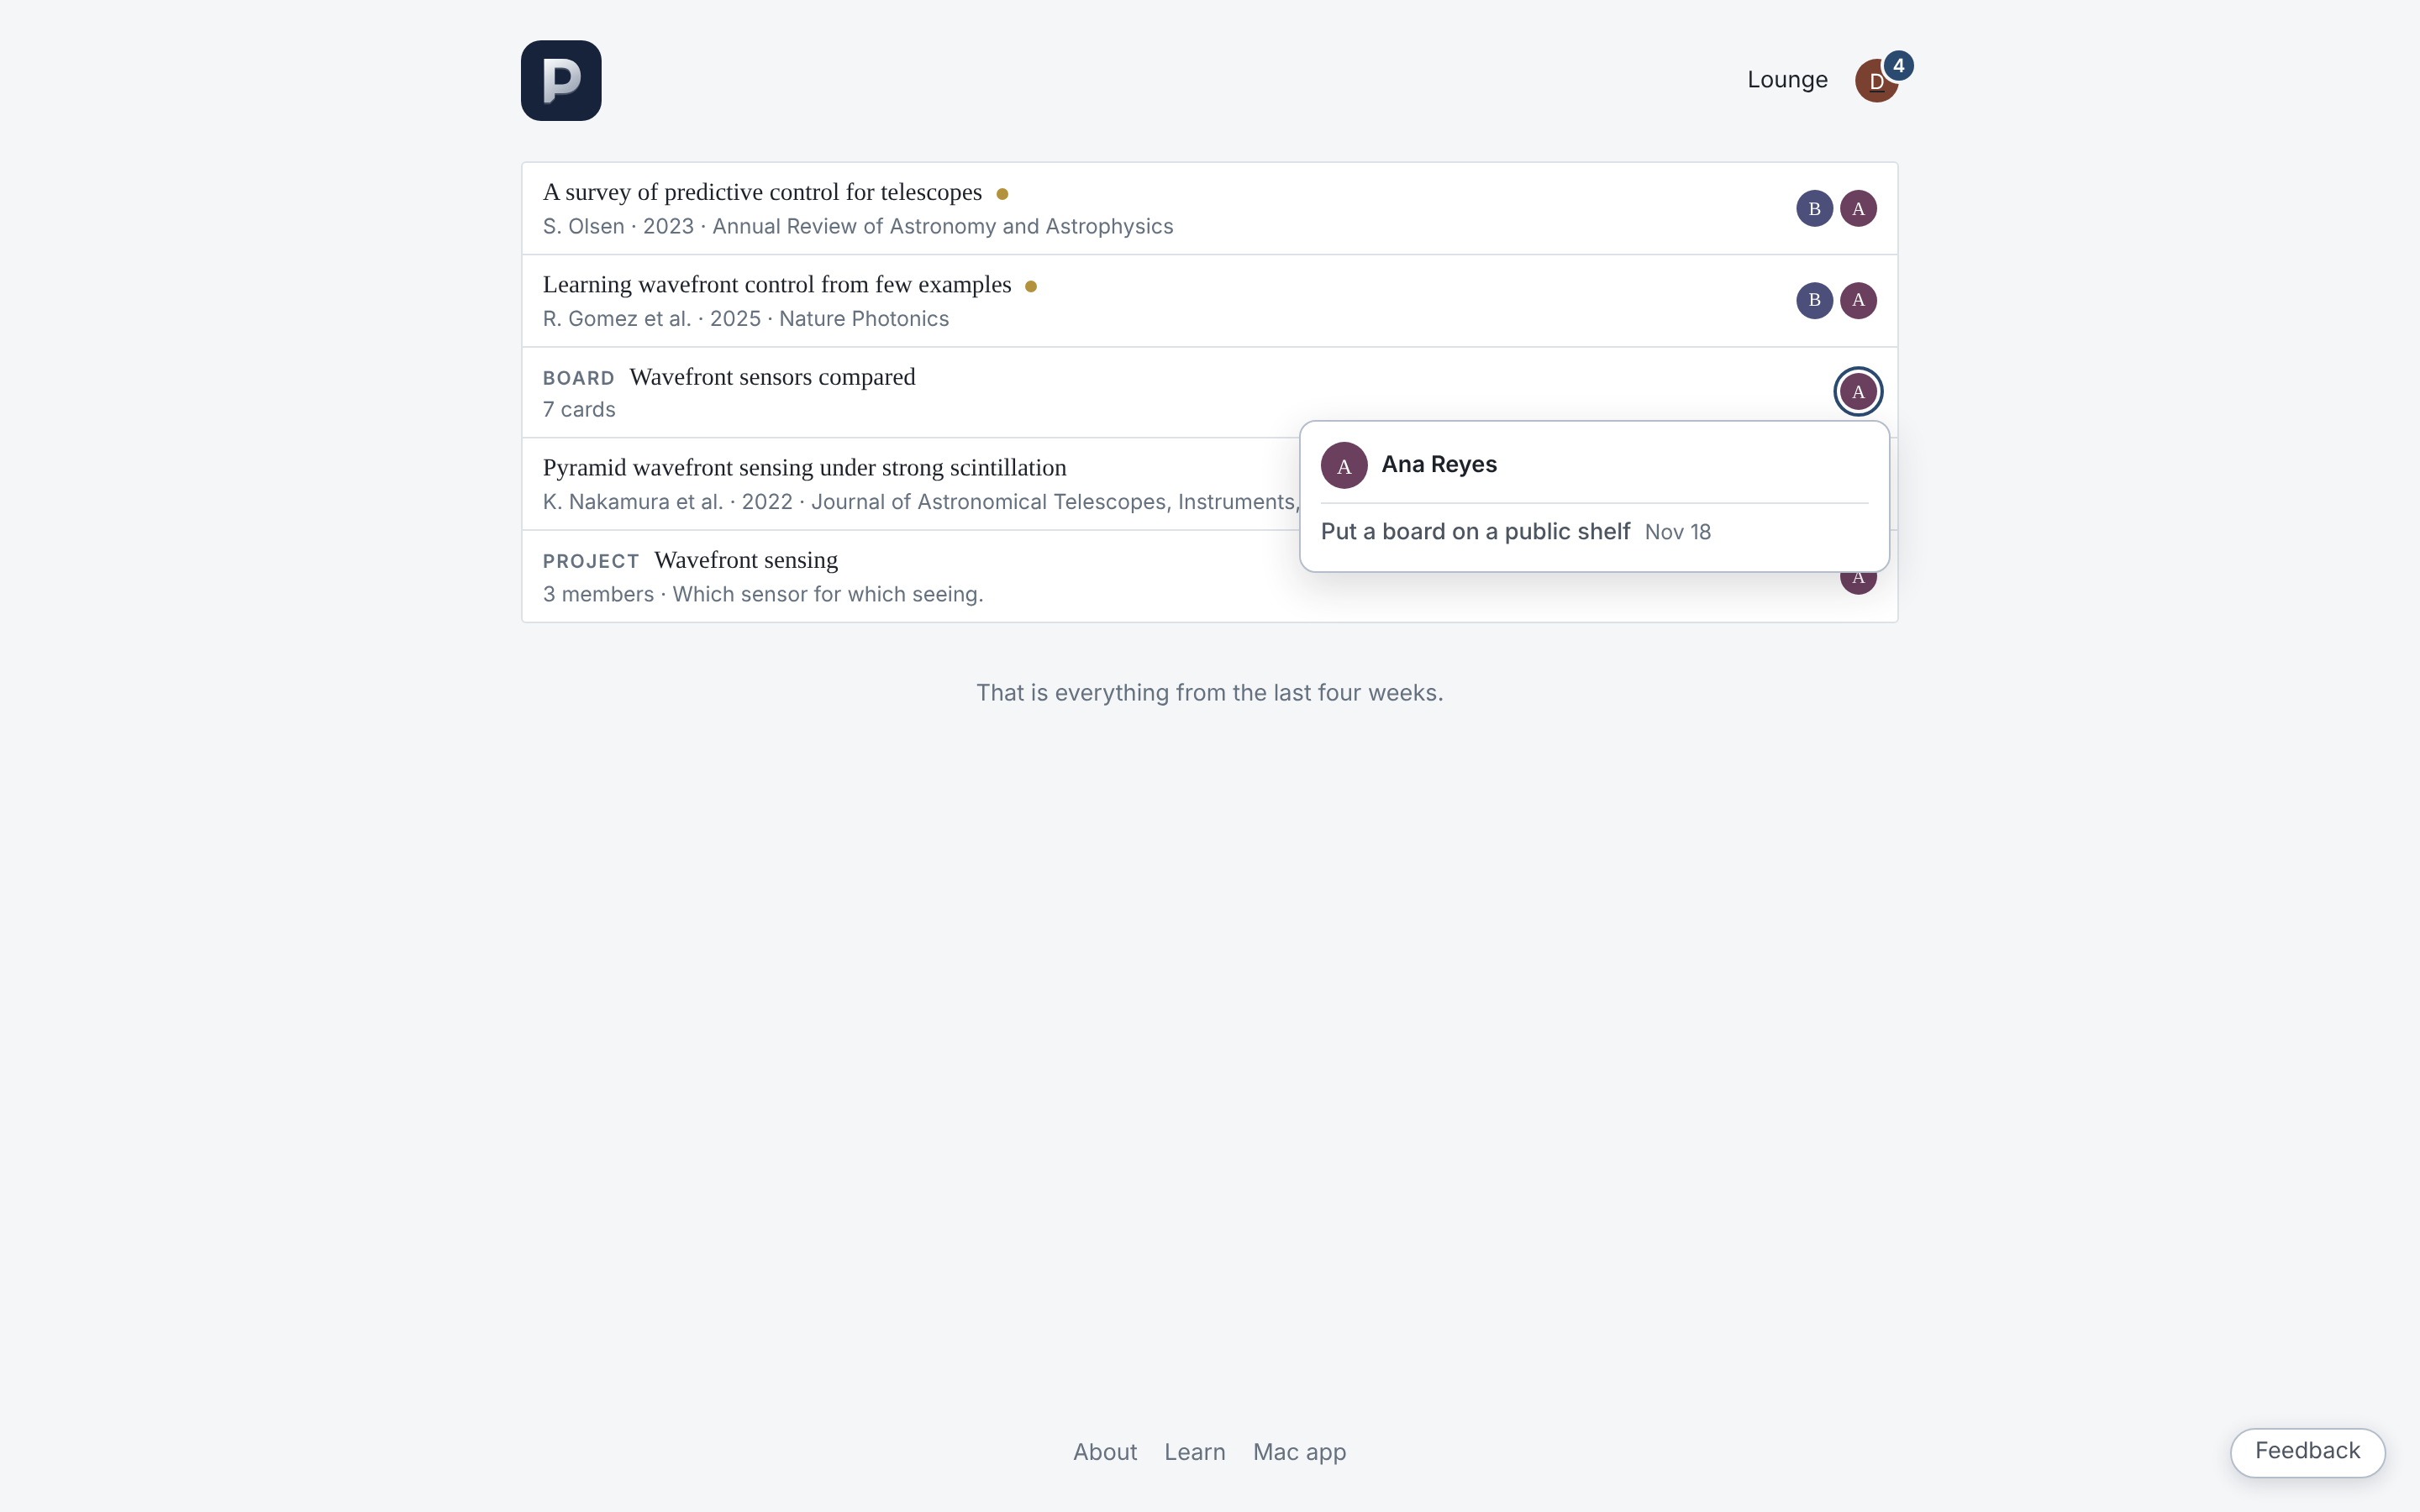 P
Lounge
D
4
A survey of predictive control for telescopes
S. Olsen · 2023 · Annual Review of Astronomy and Astrophysics
B A
Learning wavefront control from few examples
R. Gomez et al. · 2025 · Nature Photonics
B A
BOARD Wavefront sensors compared
7 cards
A
Pyramid wavefront sensing under strong scintillation
K. Nakamura et al. · 2022 · Journal of Astronomical Telescopes, Instruments,
A Ana Reyes
Put a board on a public shelf Nov 18
PROJECT Wavefront sensing
3 members · Which sensor for which seeing.
A
That is everything from the last four weeks.
About Learn Mac app
Feedback